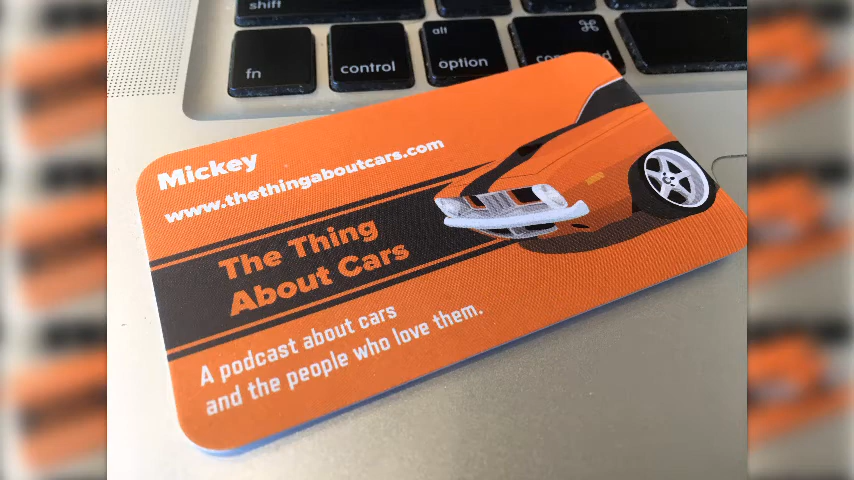 shift
fn
control
alt
option
⌘
Mickey
www.thethingaboutcars.com
The Thing
About Cars
A podcast about cars
and the people who love them.